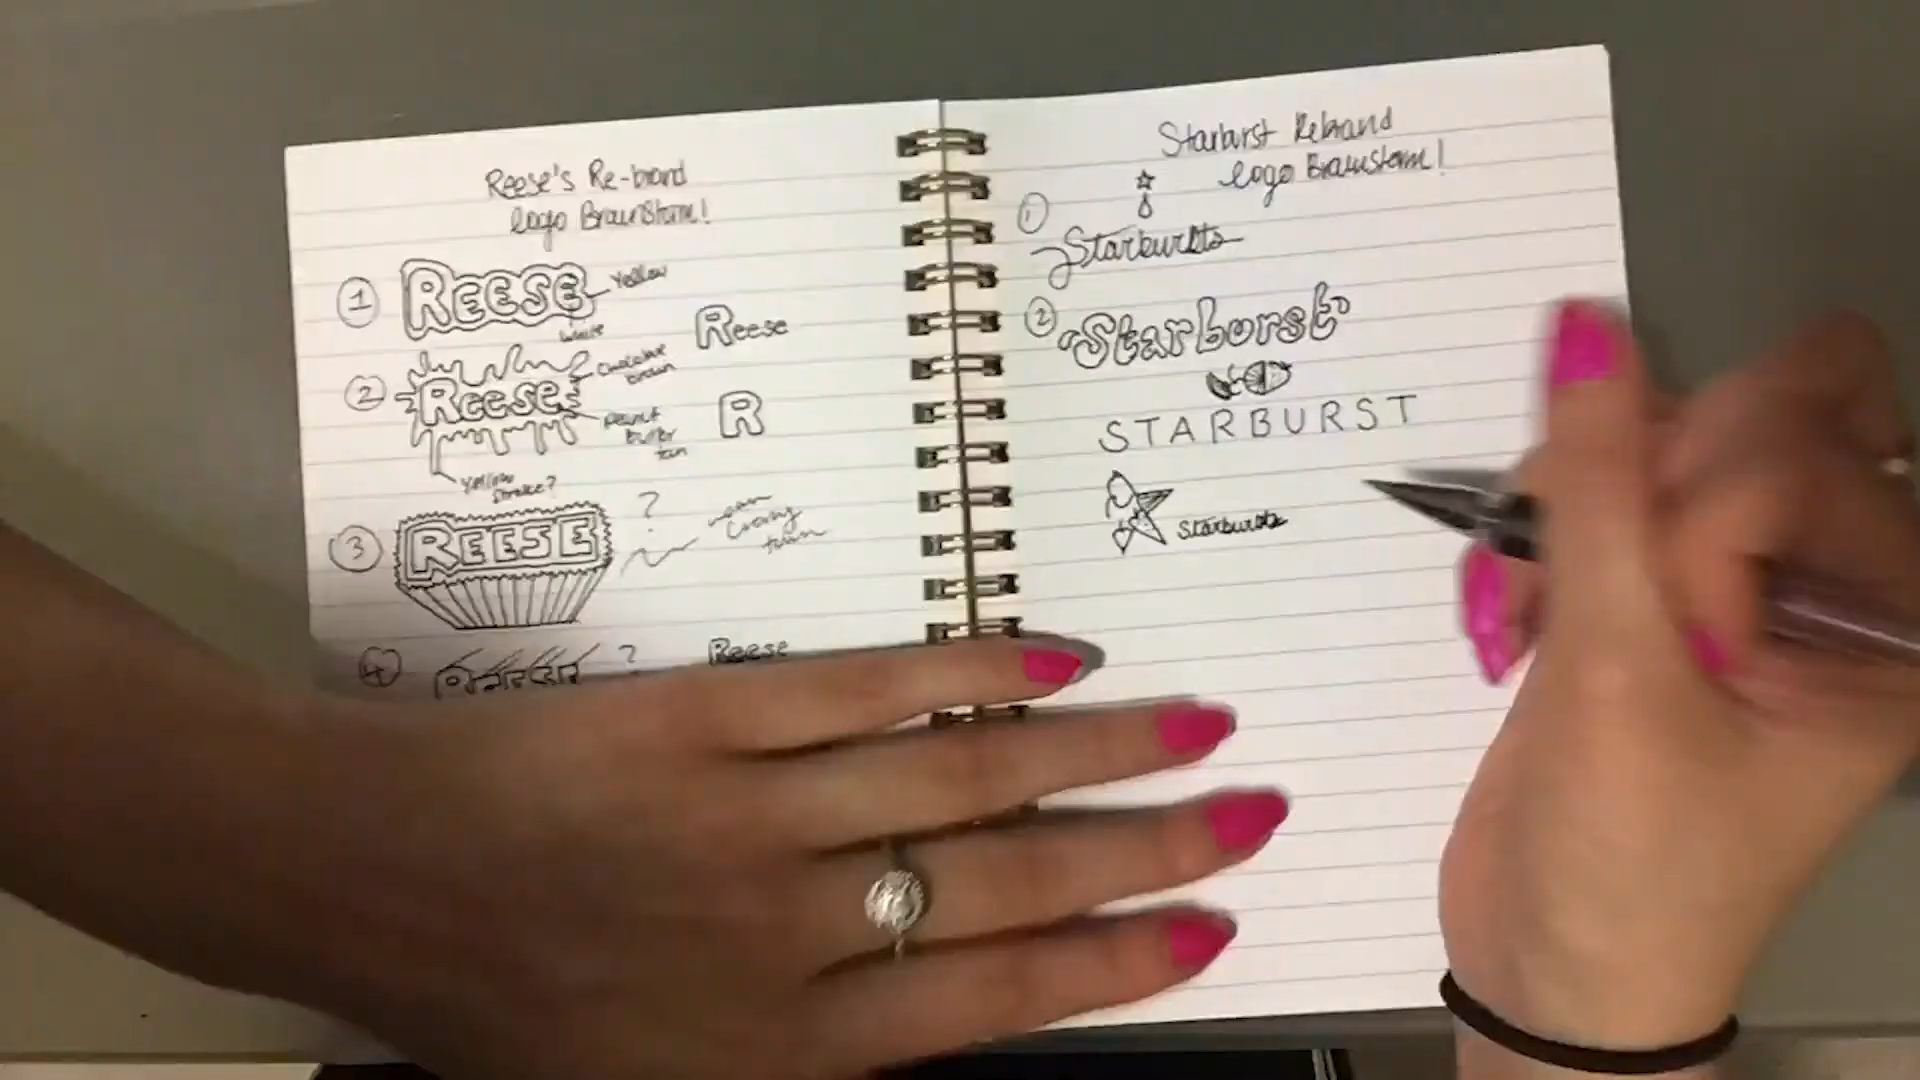 Reese's Re-brand
logo Brainstorm!
1
REESE
Yellow
white
Reese
2
Reese
Chocolate
brown
Peanut
butter
tan
R
Yellow
Stroke?
3
REESE
?
4
?
Reese
Starburst Rebrand
logo Brainstorm!
1
Starbursts
2
Starburst
STARBURST
Starbursts